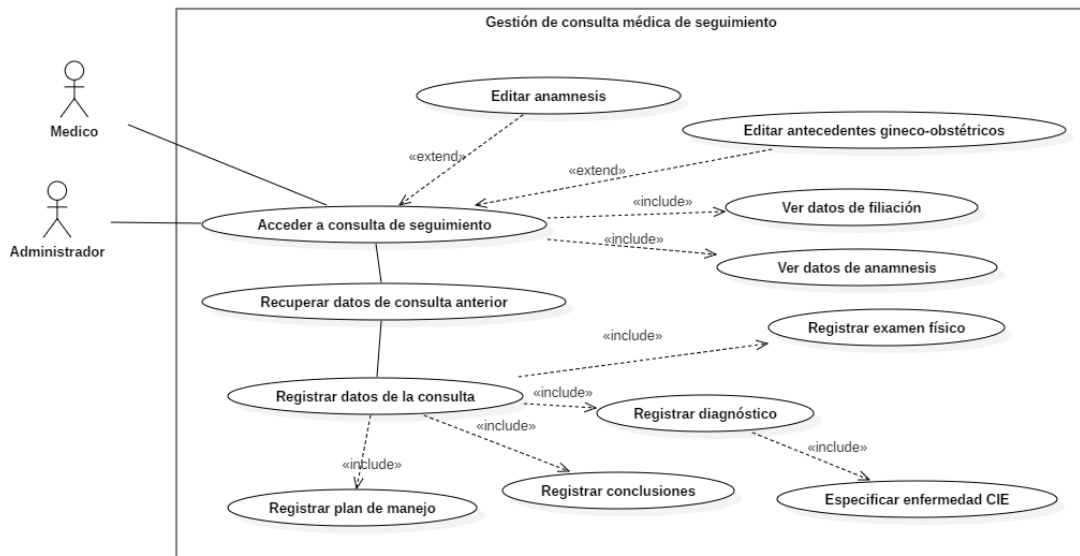 Gestión de consulta médica de seguimiento
Editar anamnesis
Medico
Editar antecedentes gineco-obstétricos
«extend»
«extend»
Ver datos de filiación
«include»
Acceder a consulta de seguimiento
Administrador
«include»
Ver datos de anamnesis
Recuperar datos de consulta anterior
Registrar examen físico
«include»
Registrar datos de la consulta
«include»
Registrar diagnóstico
«include»
«include»
«include»
Registrar conclusiones
Especificar enfermedad CIE
Registrar plan de manejo